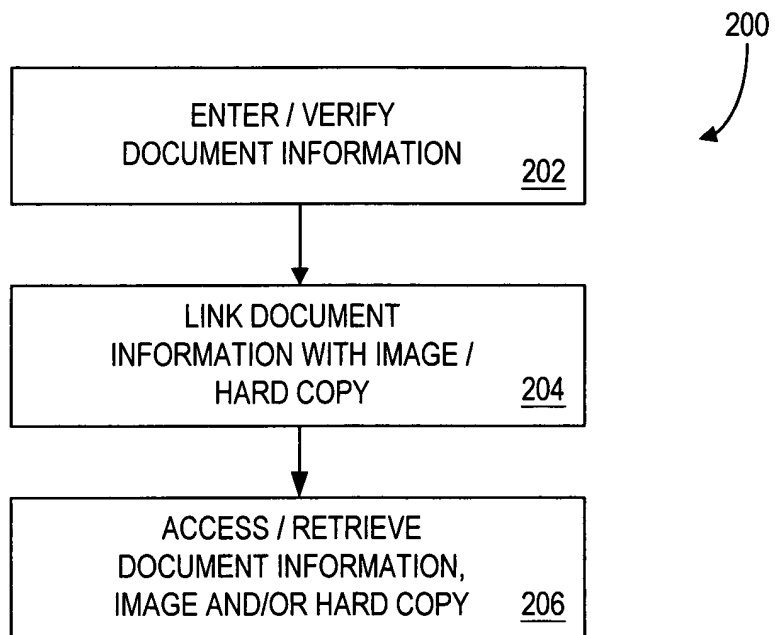 200
ENTER / VERIFY
DOCUMENT INFORMATION
202
LINK DOCUMENT
INFORMATION WITH IMAGE /
HARD COPY
204
ACCESS / RETRIEVE
DOCUMENT INFORMATION,
IMAGE AND/OR HARD COPY
206